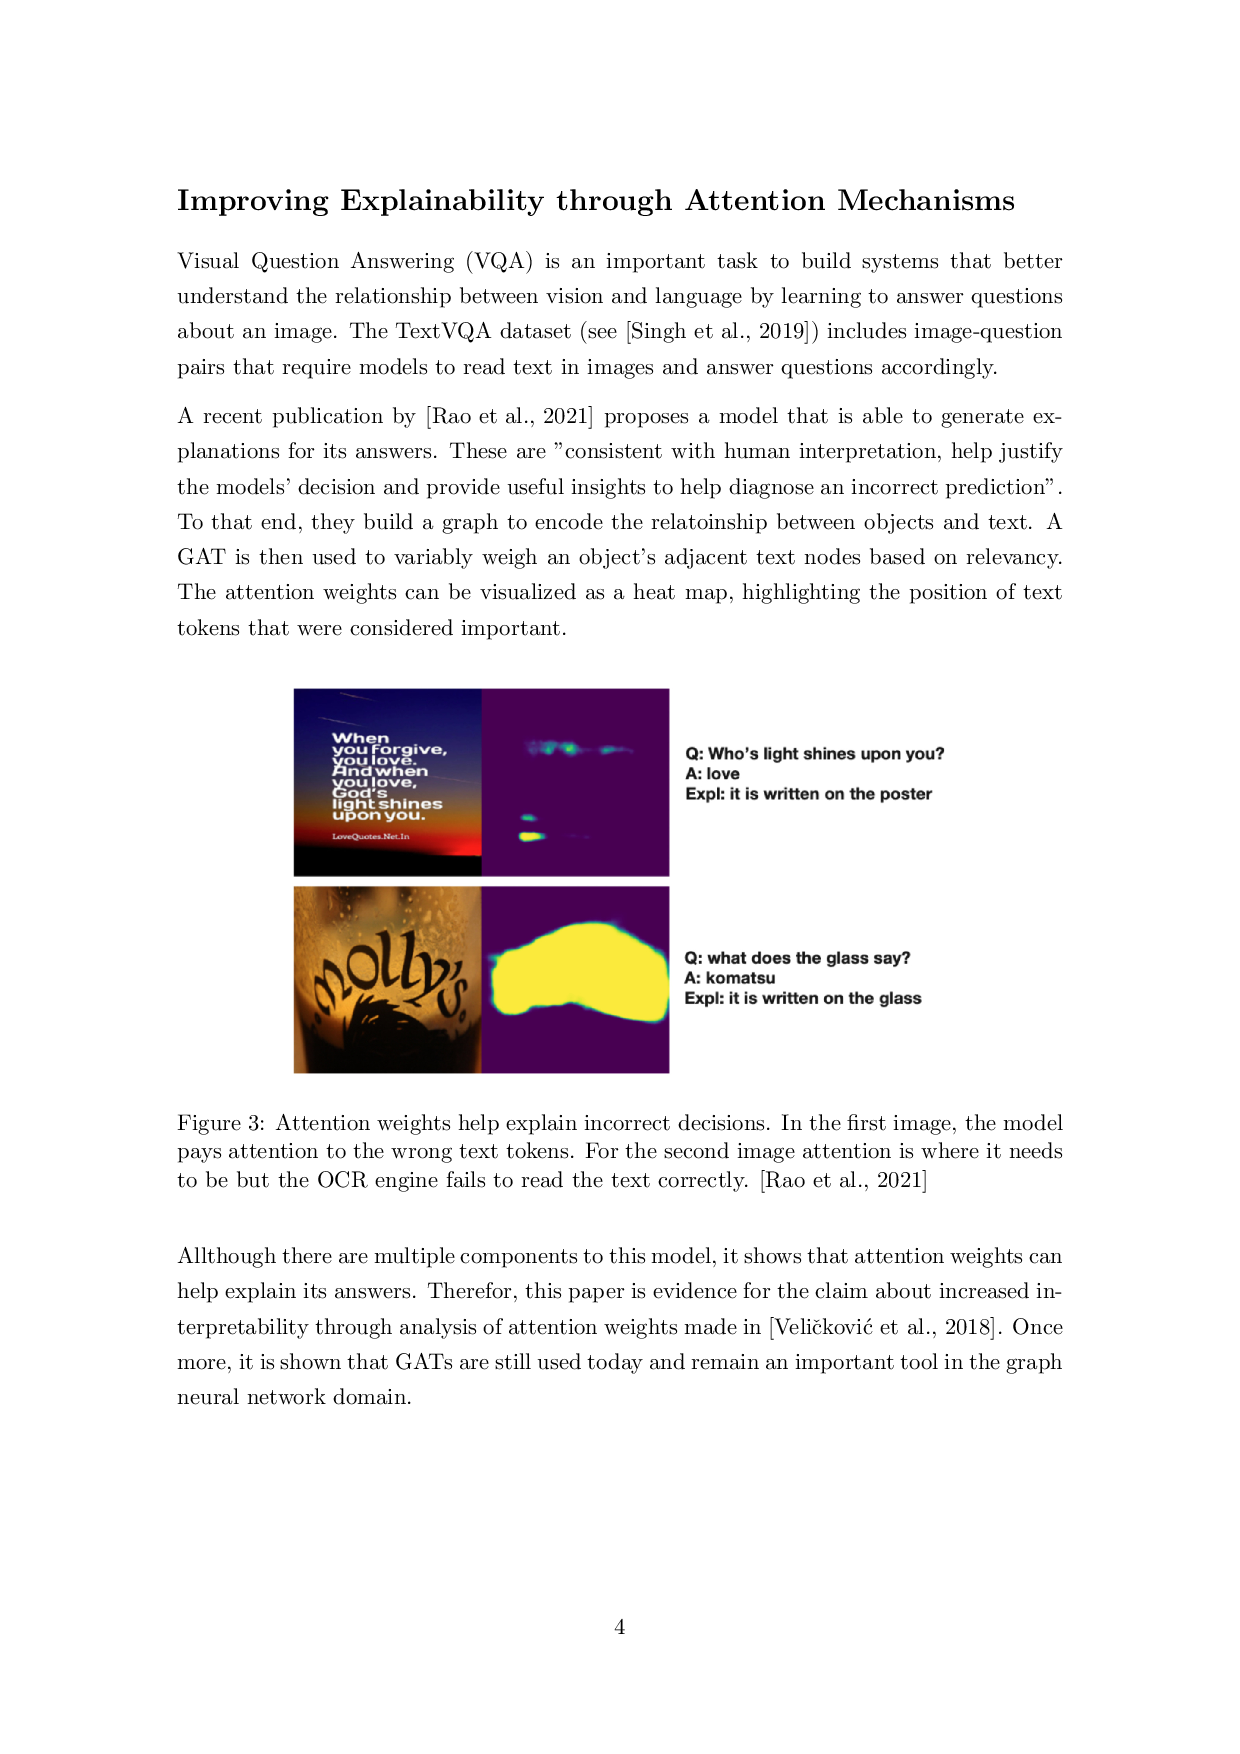 Improving Explainability through Attention Mechanisms
Visual Question Answering (VQA) is an important task to build systems that better
understand the relationship between vision and language by learning to answer questions
about an image. The TextVQA dataset (see [Singh et al., 2019]) includes image-question
pairs that require models to read text in images and answer questions accordingly.
A recent publication by [Rao et al., 2021] proposes a model that is able to generate ex-
planations for its answers. These are ”consistent with human interpretation, help justify
the models’ decision and provide useful insights to help diagnose an incorrect prediction”.
To that end, they build a graph to encode the relatoinship between objects and text. A
GAT is then used to variably weigh an object’s adjacent text nodes based on relevancy.
The attention weights can be visualized as a heat map, highlighting the position of text
tokens that were considered important.
When
you forgive,
you love.
And when
you love,
God's
light shines
upon you.
LoveQuotes.Net.In
Q: Who's light shines upon you?
A: love
Expl: it is written on the poster
molly's
Q: what does the glass say?
A: komatsu
Expl: it is written on the glass
Figure 3: Attention weights help explain incorrect decisions. In the first image, the model
pays attention to the wrong text tokens. For the second image attention is where it needs
to be but the OCR engine fails to read the text correctly. [Rao et al., 2021]
Allthough there are multiple components to this model, it shows that attention weights can
help explain its answers. Therefor, this paper is evidence for the claim about increased in-
terpretability through analysis of attention weights made in [Veličković et al., 2018]. Once
more, it is shown that GATs are still used today and remain an important tool in the graph
neural network domain.
4